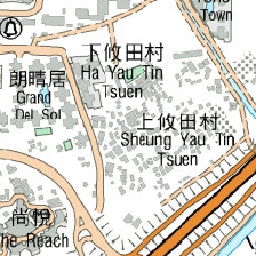 Town
下攸田村
Ha Yau Tin
Tsuen
朗晴居
Grand
Del Sol
上攸田村
Sheung Yau Tin
Tsuen
尚悅
The Reach